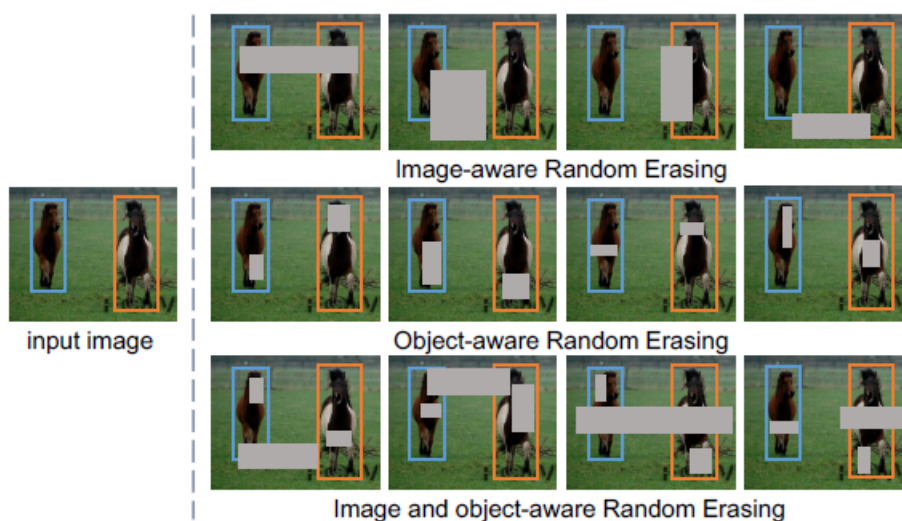 Image-aware Random Erasing
input image
Object-aware Random Erasing
Image and object-aware Random Erasing